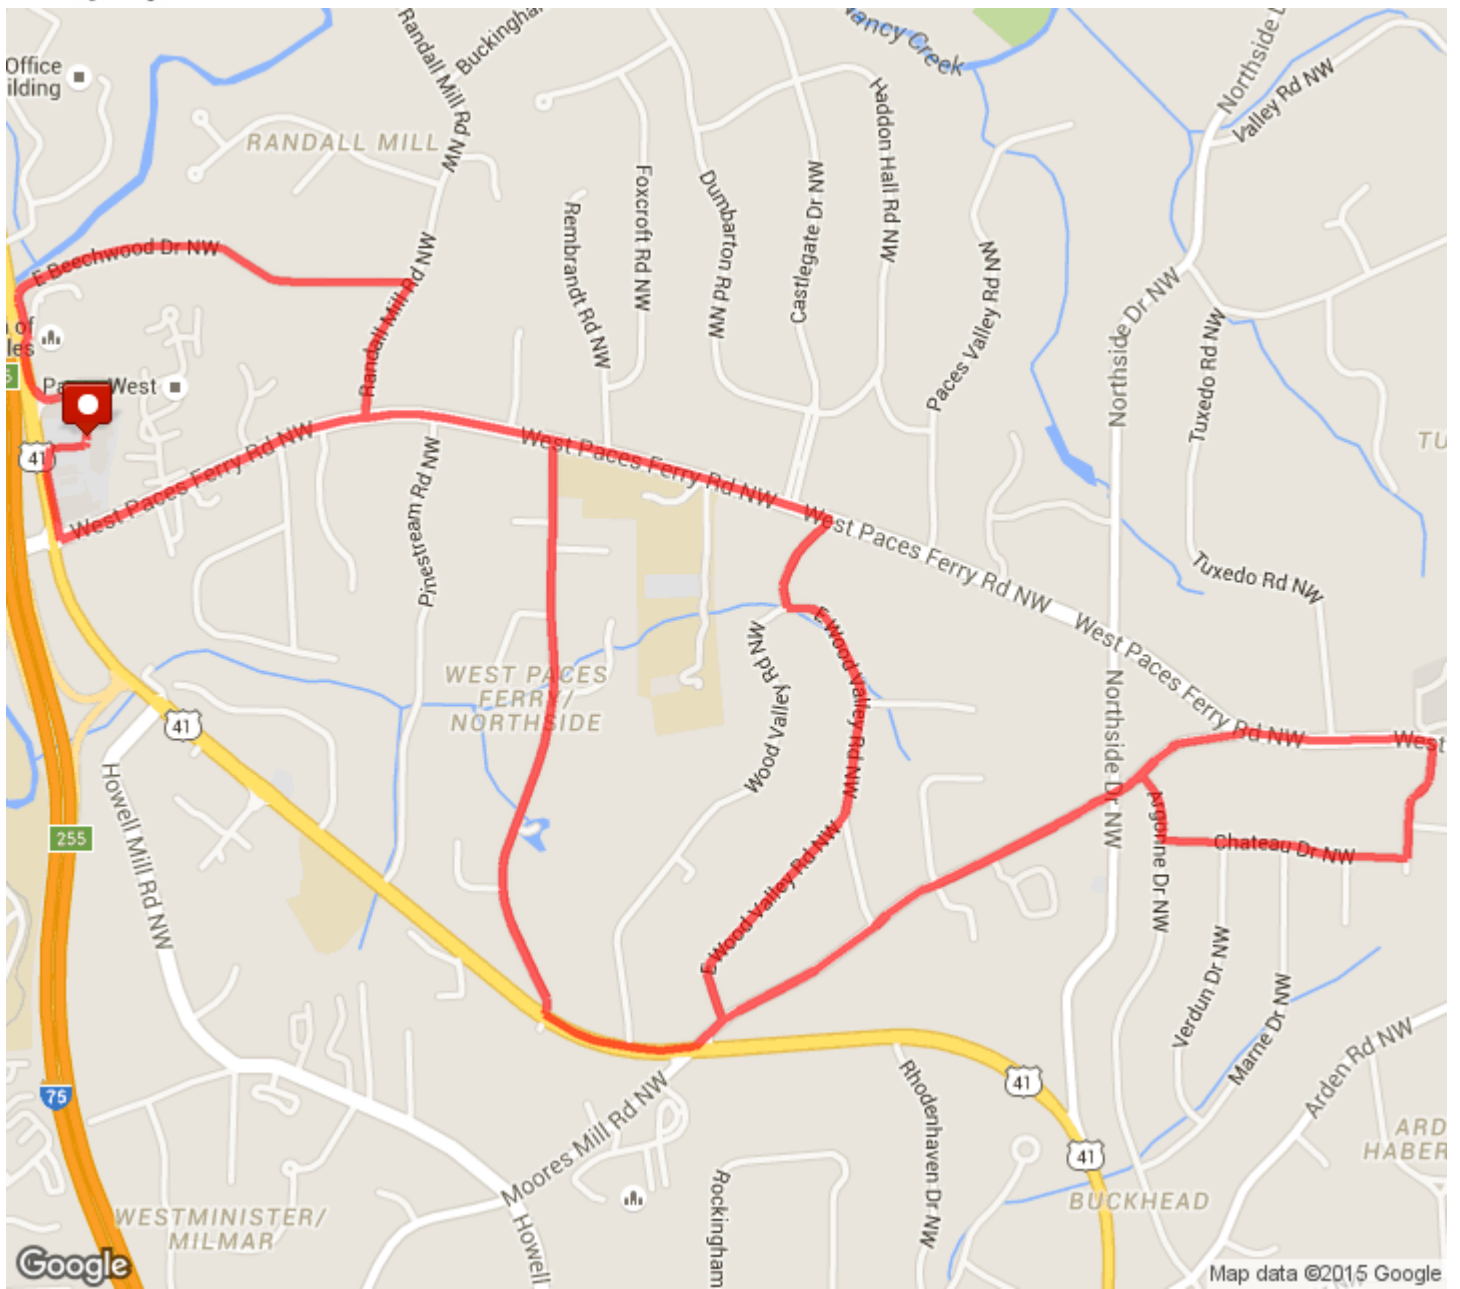 Office
ilding
RANDALL MILL
Randall Mill Rd NW
Buckingham
Nancy Creek
Northside D
Valley Rd NW
Haddon Hall Rd NW
Foxcroft Rd NW
Dumbarton Rd NW
Castlegate Dr NW
Rembrandt Rd NW
Paces Valley Rd NW
E Beechwood Dr NW
Randall Mill Rd NW
Northside Dr NW
Tuxedo Rd NW
of
les
West
41
West Paces Ferry Rd NW
West Paces Ferry Rd NW
West Paces Ferry Rd NW
West Paces Ferry Rd NW
West
TU
Pinestream Rd NW
Tuxedo Rd NW
WEST PACES
FERRY/
NORTHSIDE
Wood Valley Rd NW
E Wood Valley Rd NW
E Wood Valley Rd NW
Northside Dr NW
41
Howell Mill Rd NW
255
Argonne Dr NW
Chateau Dr NW
Verdun Dr NW
Marne Dr NW
Arden Rd NW
75
41
41
Moores Mill Rd NW
Rhodenhaven Dr NW
Rockingham
Howell
ARD
HABER
BUCKHEAD
WESTMINISTER/
MILMAR
Google
Map data ©2015 Google